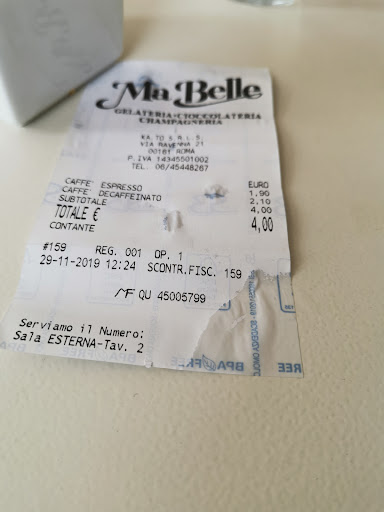 Ma Belle
GELATERIA•CIOCCOLATERIA
CHAMPAGNERIA
KA.TO S.R.L.S.
VIA RAVENNA 21
00161 ROMA
P.IVA 14345501002
TEL. 06/45448267
EURO
CAFFE' ESPRESSO 1,90
CAFFE' DECAFFEINATO 2,10
SUBTOTALE 4,00
TOTALE € 4,00
CONTANTE
#159 REG. 001 OP. 1
29-11-2019 12:24 SCONTR.FISC. 159
MF QU 45005799
Serviamo il Numero:
Sala ESTERNA-Tav. 2
BPA FREE